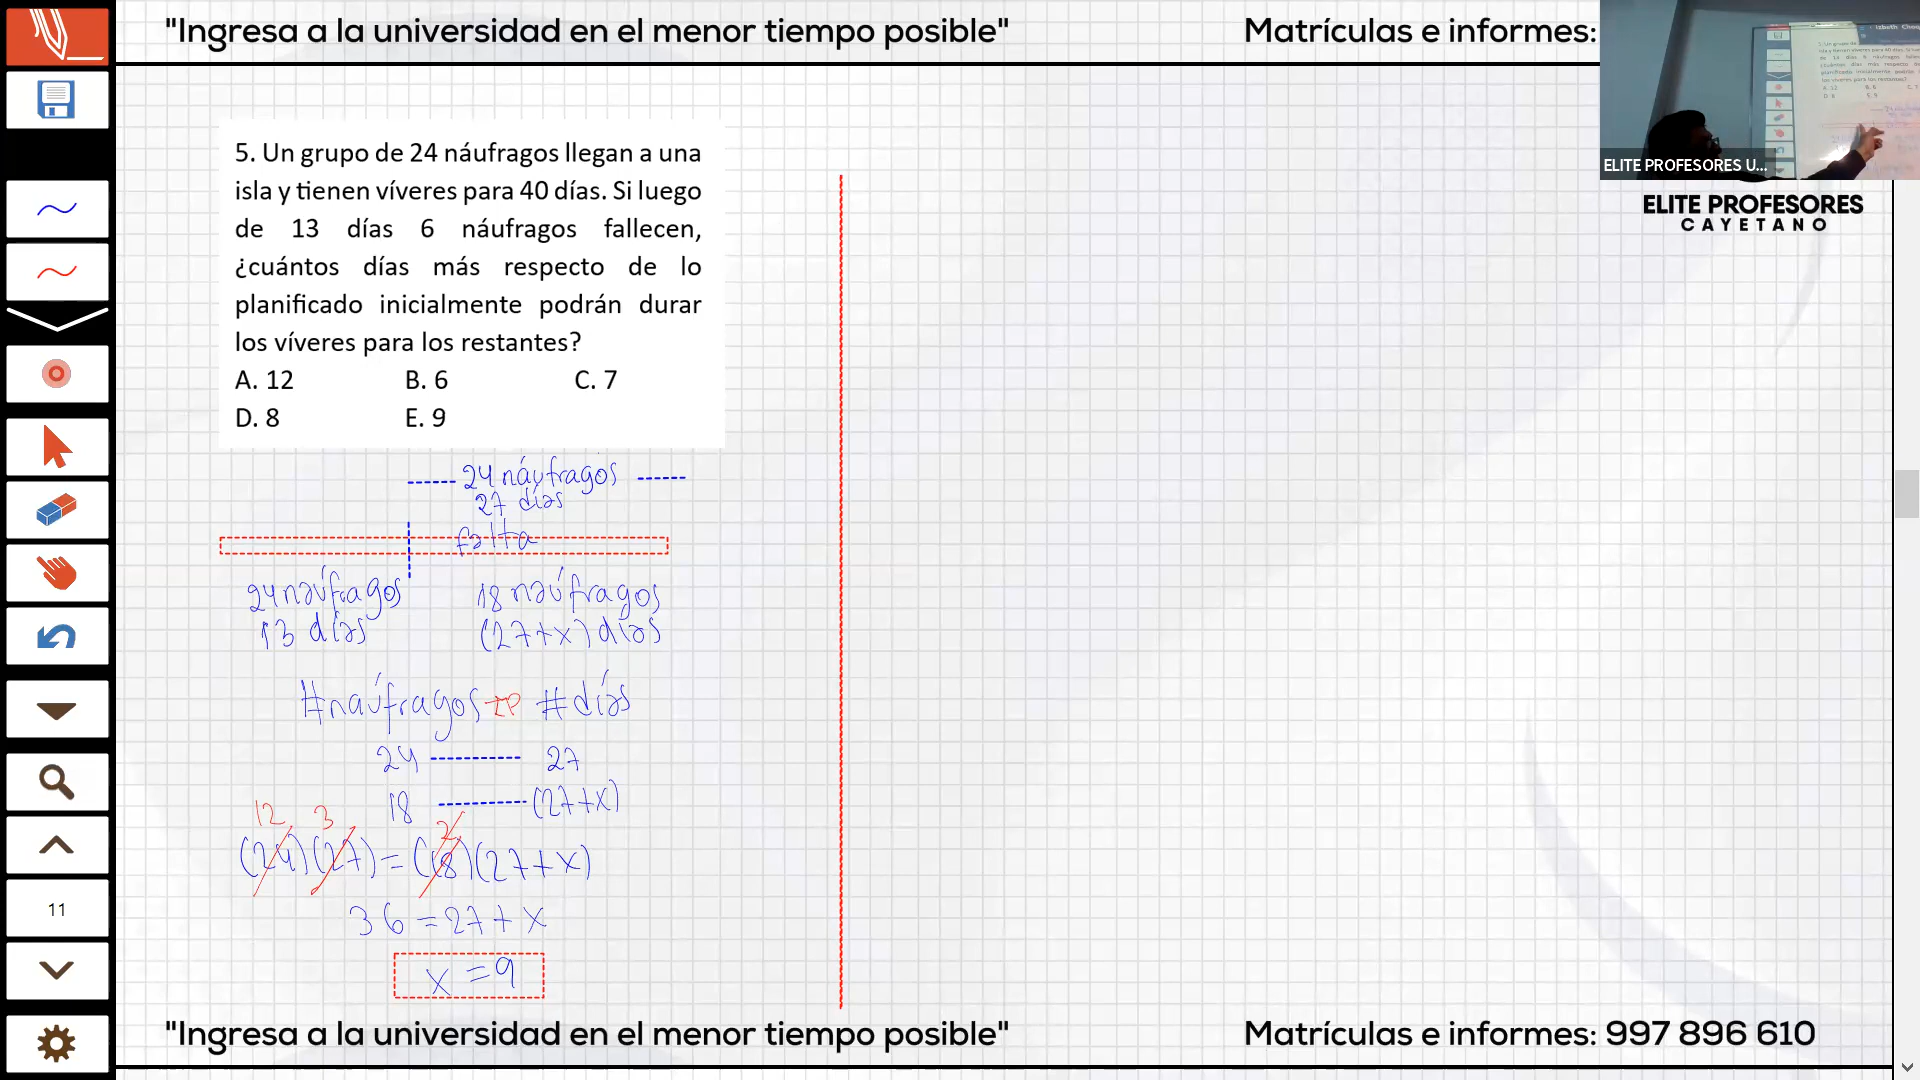 "Ingresa a la universidad en el menor tiempo posible"
Matrículas e informes:
ELITE PROFESORES U...
ELITE PROFESORES
CAYETANO
5. Un grupo de 24 náufragos llegan a una
isla y tienen víveres para 40 días. Si luego
de 13 días 6 náufragos fallecen,
¿cuántos días más respecto de lo
planificado inicialmente podrán durar
los víveres para los restantes?
A. 12 B. 6 C. 7
D. 8 E. 9
24 náufragos
27 días
falta
24 naúfragos 18 naúfragos
13 días (27+x) días
#naúfragos IP #días
24 27
18 (27+x)
12 3 2
(24)(27)=(18)(27+x)
36=27+x
x=9
11
"Ingresa a la universidad en el menor tiempo posible"
Matrículas e informes: 997 896 610